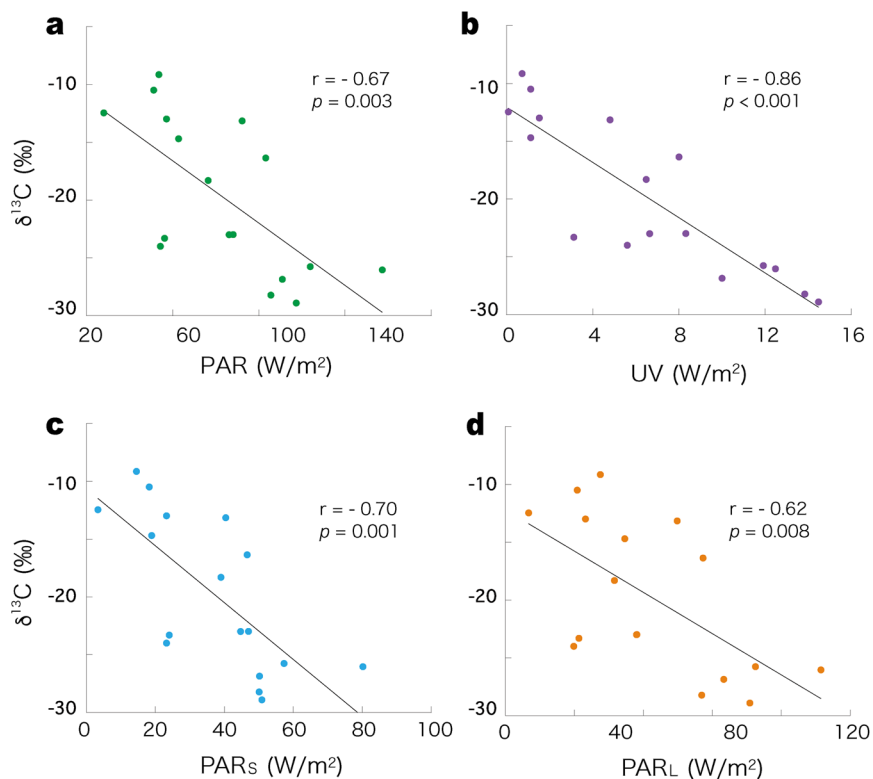 a
-10
-20
-30
δ¹³C (‰)
r = - 0.67
p = 0.003
20 60 100 140
PAR (W/m²)
b
-10
-20
-30
r = - 0.86
p < 0.001
0 4 8 12 16
UV (W/m²)
c
-10
-20
-30
δ¹³C (‰)
r = - 0.70
p = 0.001
0 20 40 60 80 100
PARS (W/m²)
d
-10
-20
-30
r = - 0.62
p = 0.008
0 40 80 120
PARL (W/m²)